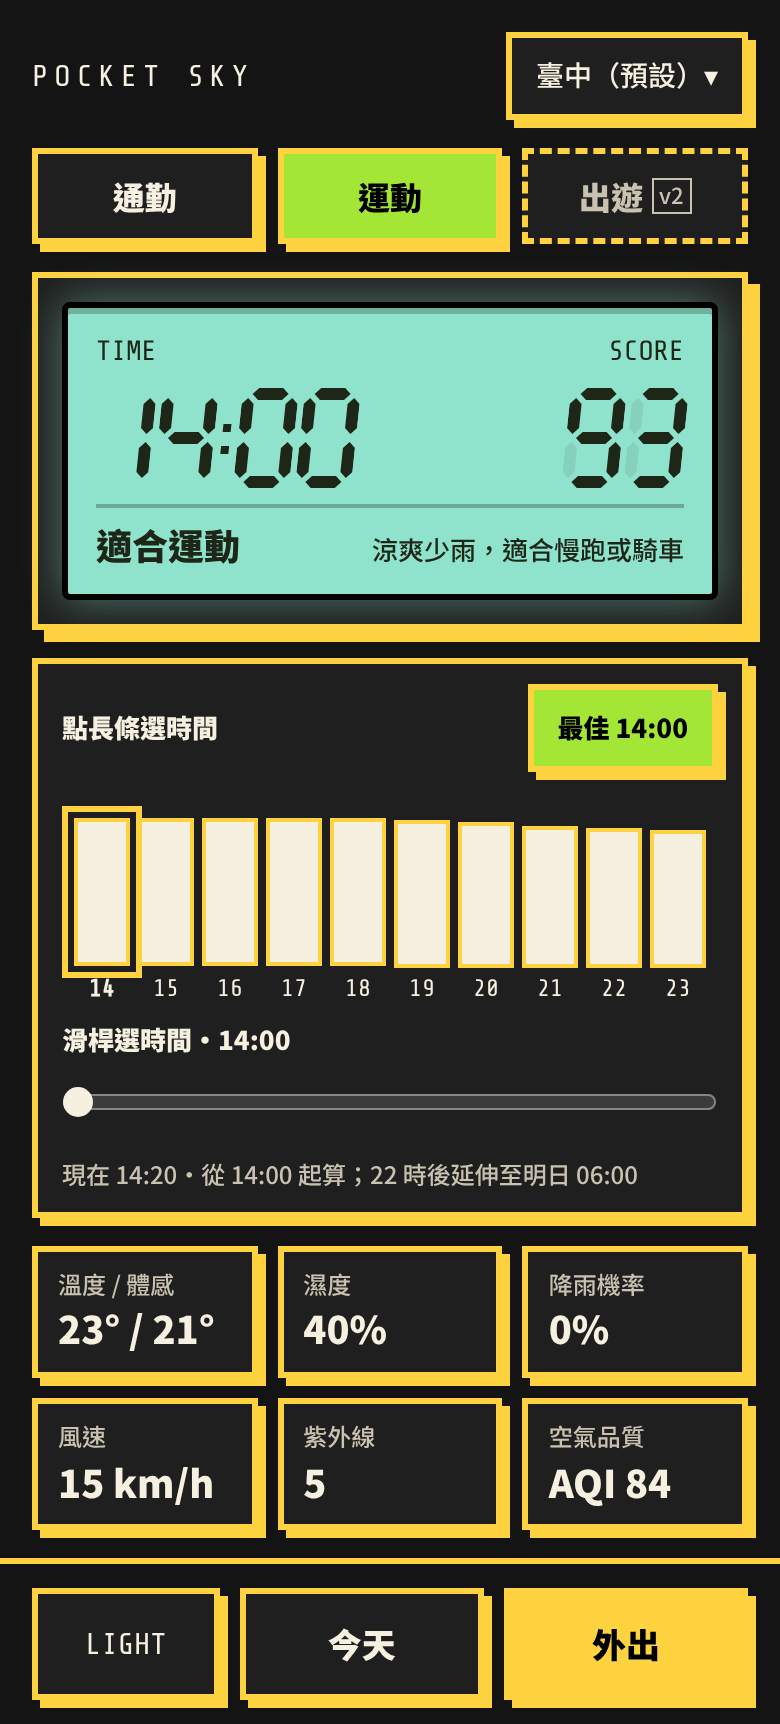 POCKET SKY
臺中（預設）▼
通勤
運動
出遊 v2
TIME
SCORE
14:00
93
適合運動
涼爽少雨，適合慢跑或騎車
點長條選時間
最佳 14:00
14 15 16 17 18 19 20 21 22 23
滑桿選時間・14:00
現在 14:20・從 14:00 起算；22 時後延伸至明日 06:00
溫度 / 體感
23° / 21°
濕度
40%
降雨機率
0%
風速
15 km/h
紫外線
5
空氣品質
AQI 84
LIGHT
今天
外出